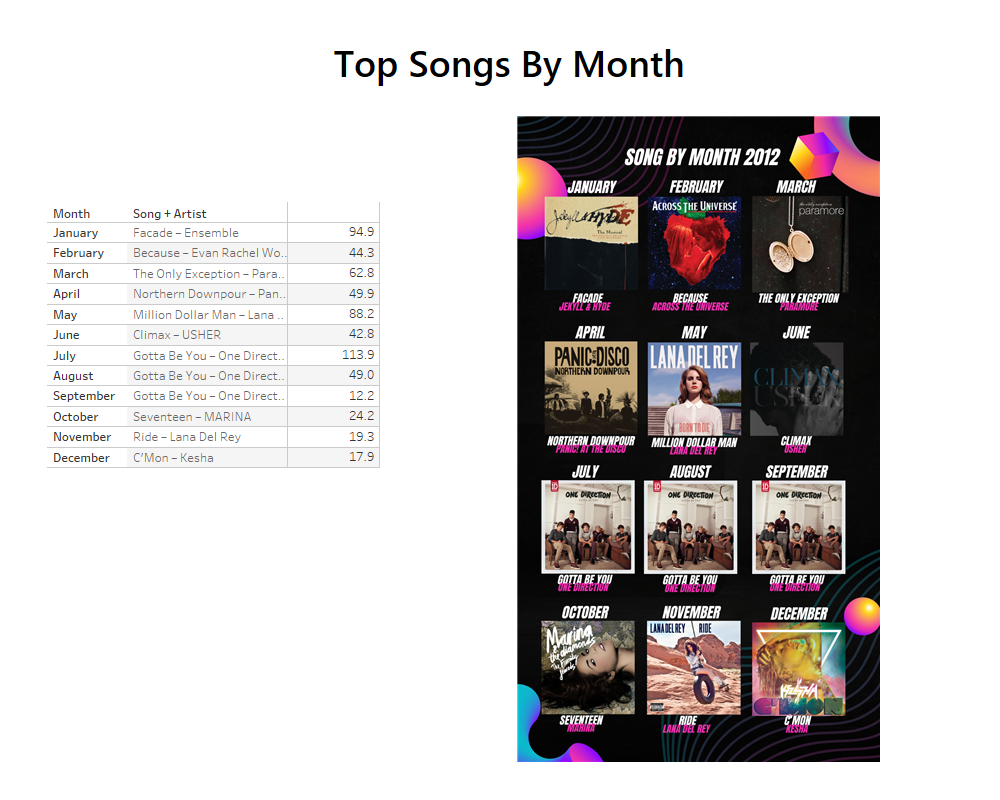 Top Songs By Month
Month Song + Artist
January Facade – Ensemble 94.9
February Because – Evan Rachel Wo.. 44.3
March The Only Exception – Para.. 62.8
April Northern Downpour – Pan.. 49.9
May Million Dollar Man – Lana .. 88.2
June Climax – USHER 42.8
July Gotta Be You – One Direct.. 113.9
August Gotta Be You – One Direct.. 49.0
September Gotta Be You – One Direct.. 12.2
October Seventeen – MARINA 24.2
November Ride – Lana Del Rey 19.3
December C'Mon – Kesha 17.9
SONG BY MONTH 2012
JANUARY FEBRUARY MARCH
Jekyll & HYDE
The Musical
ACROSS THE UNIVERSE
the only exception
paramore
FACADE BECAUSE THE ONLY EXCEPTION
JEKYLL & HYDE ACROSS THE UNIVERSE PARAMORE
APRIL MAY JUNE
PANIC AT THE DISCO
NORTHERN DOWNPOUR
LANA DEL REY
BORN TO DIE
CLIMAX
USHER
NORTHERN DOWNPOUR MILLION DOLLAR MAN CLIMAX
PANIC! AT THE DISCO LANA DEL REY USHER
JULY AUGUST SEPTEMBER
1D ONE DIRECTION
1D ONE DIRECTION
1D ONE DIRECTION
GOTTA BE YOU GOTTA BE YOU GOTTA BE YOU
ONE DIRECTION ONE DIRECTION ONE DIRECTION
OCTOBER NOVEMBER DECEMBER
Marina
& the diamonds
The Family
Jewels
LANA DEL REY RIDE
KE$HA
C'MON
SEVENTEEN RIDE C'MON
MARINA LANA DEL REY KESHA